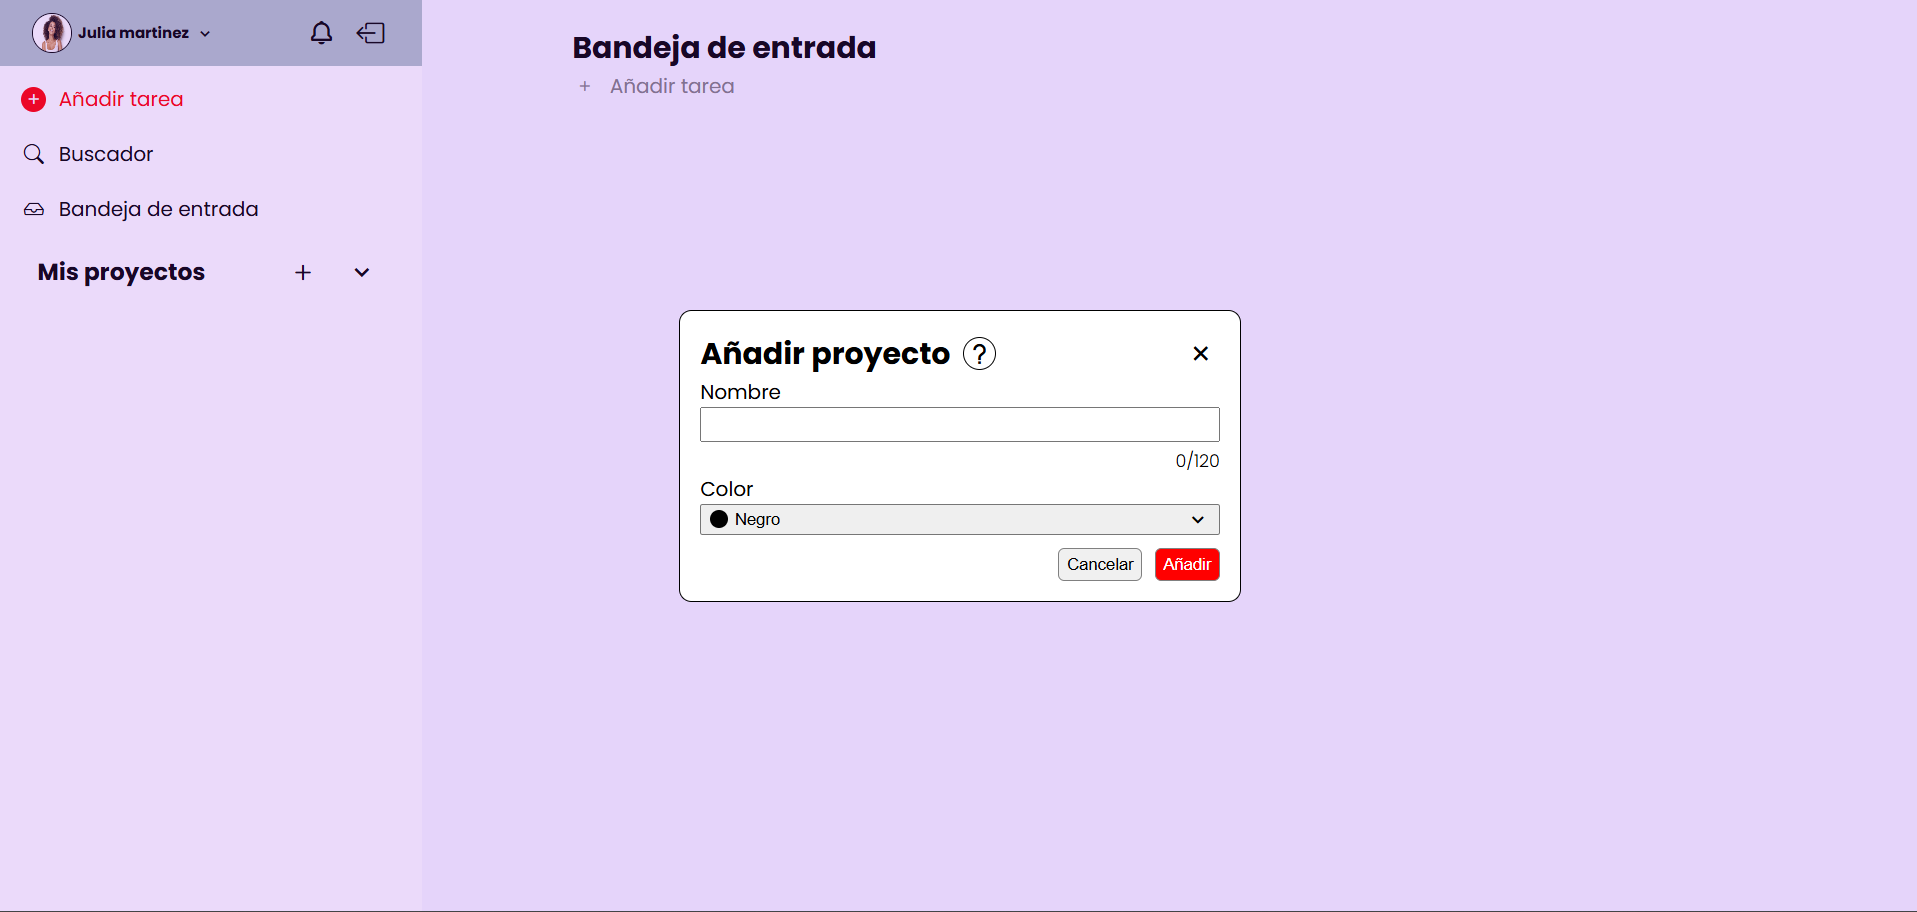 Julia martinez
Añadir tarea
Buscador
Bandeja de entrada
Mis proyectos
Bandeja de entrada
+ Añadir tarea
Añadir proyecto ?
Nombre
0/120
Color
Negro
Cancelar Añadir